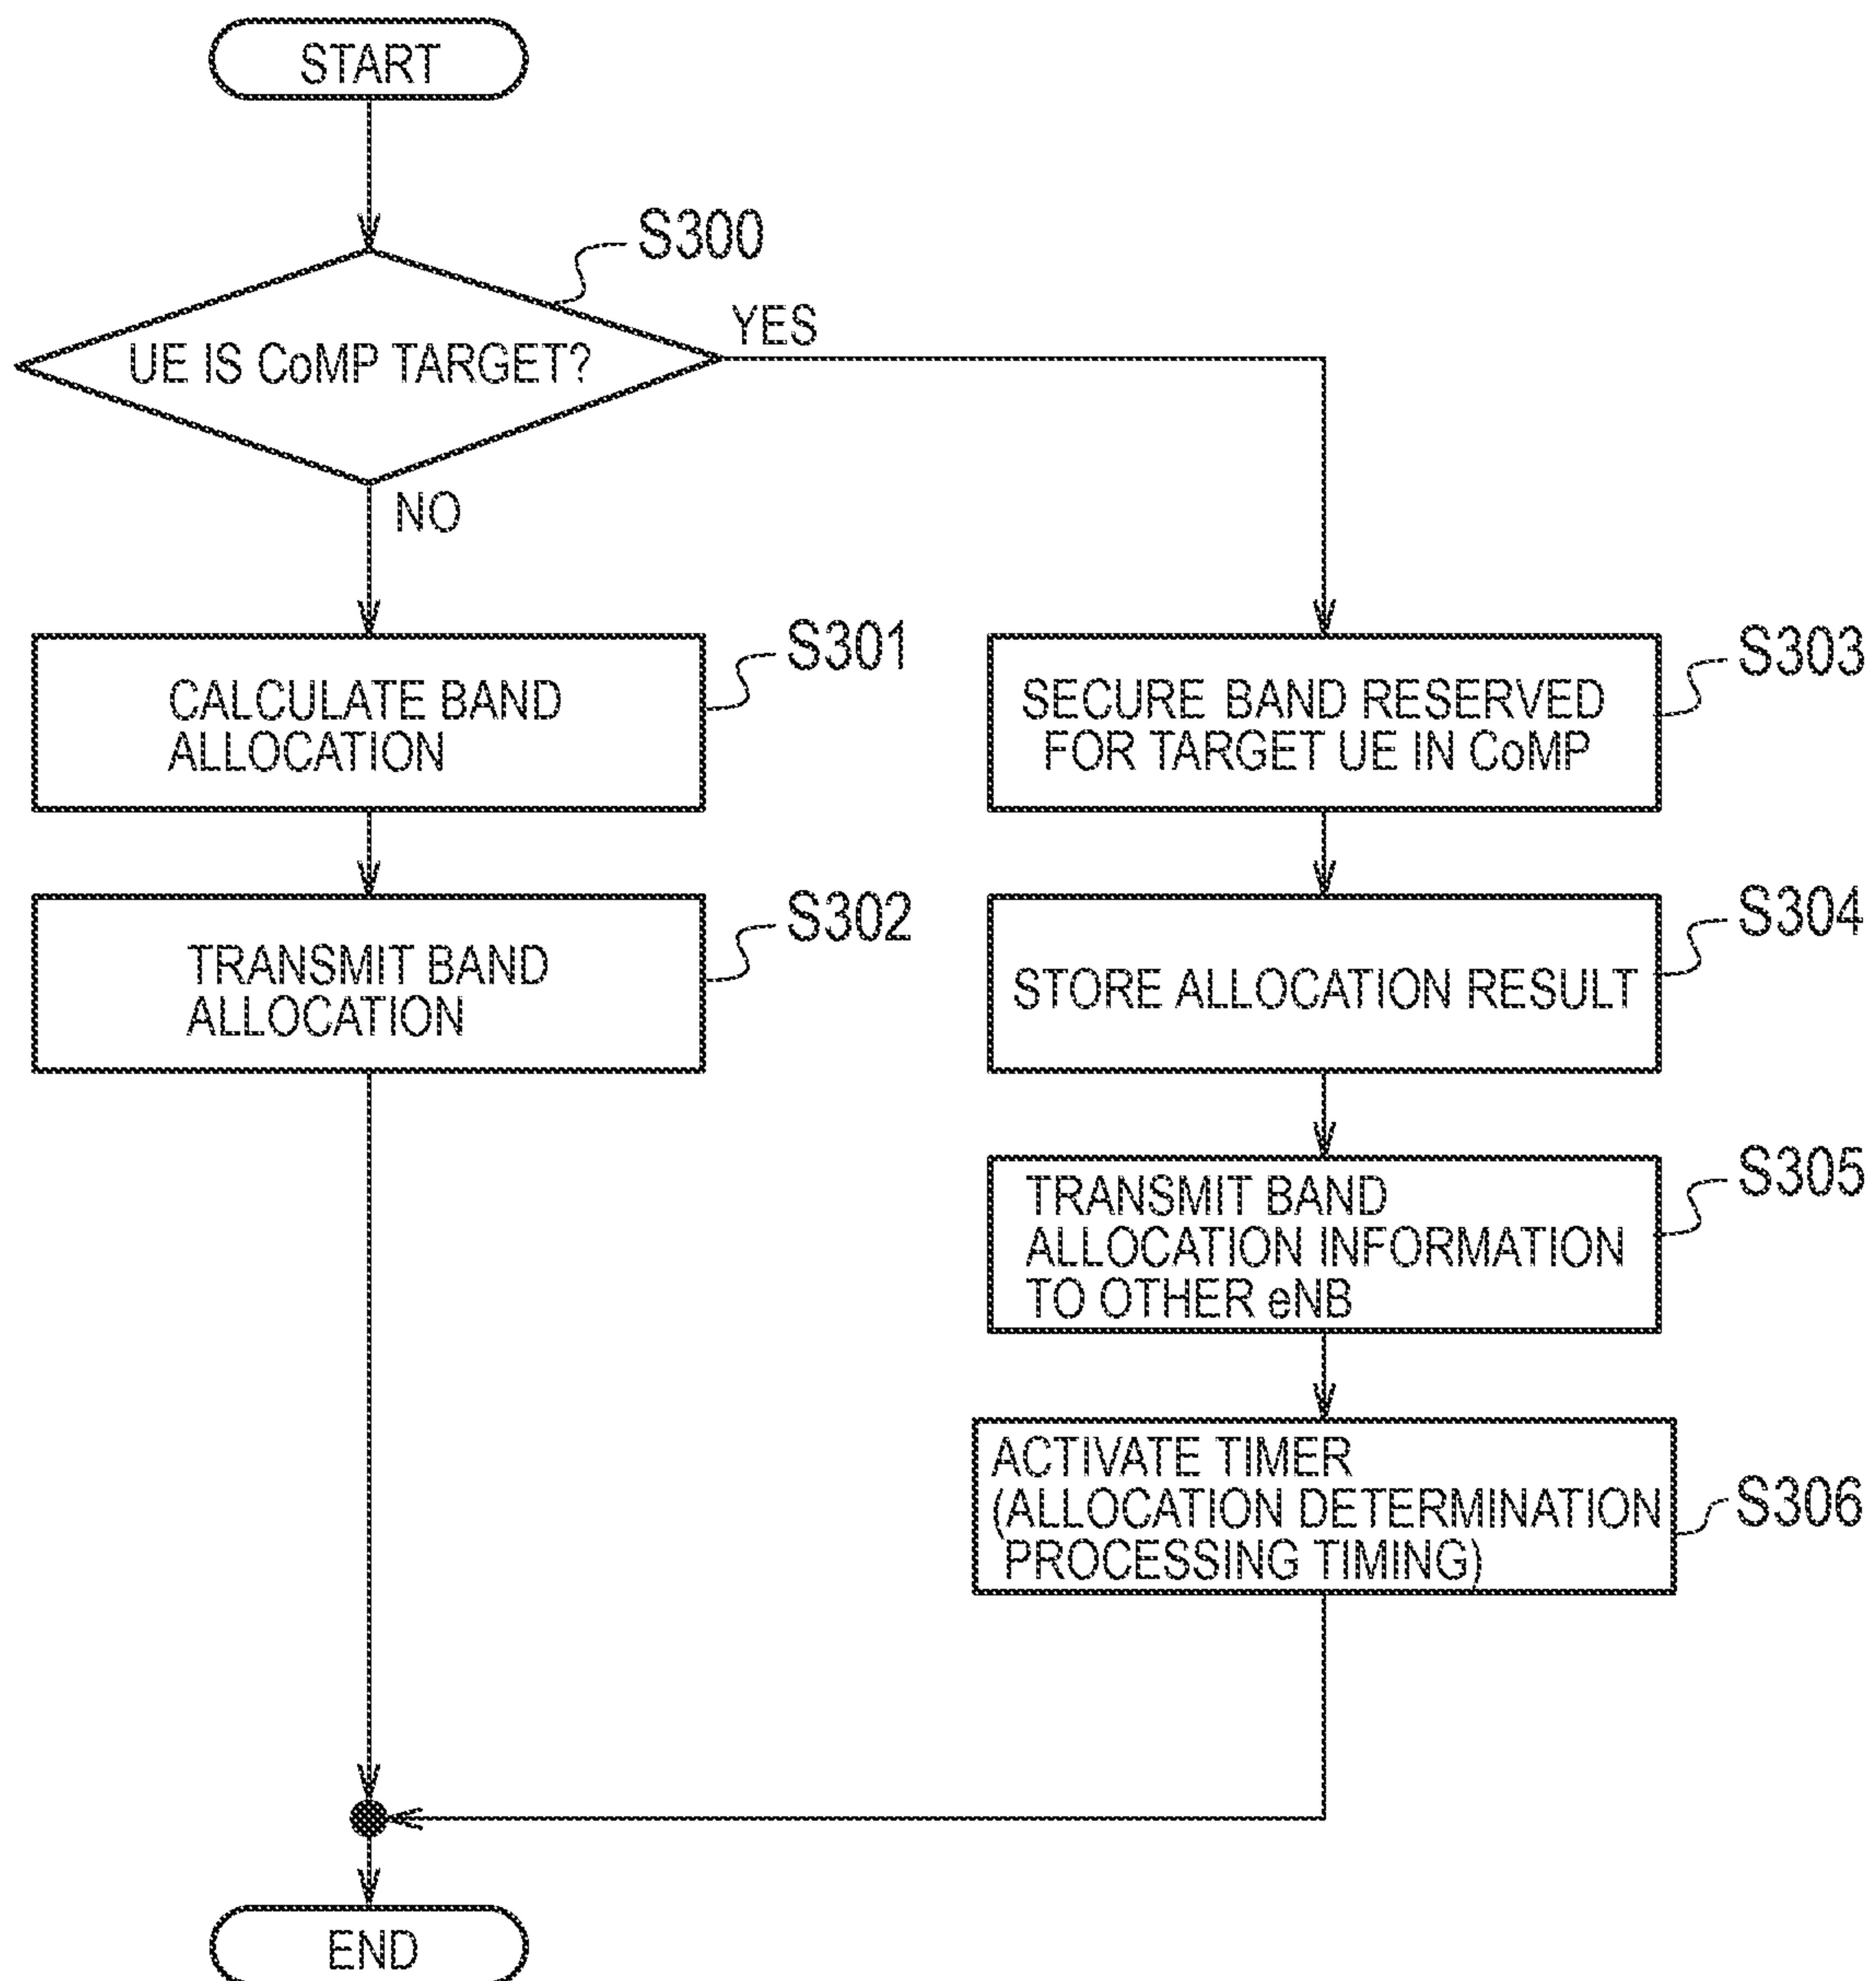 START
S300
UE IS CoMP TARGET?
YES
NO
S301
CALCULATE BAND
ALLOCATION
S302
TRANSMIT BAND
ALLOCATION
S303
SECURE BAND RESERVED
FOR TARGET UE IN CoMP
S304
STORE ALLOCATION RESULT
S305
TRANSMIT BAND
ALLOCATION INFORMATION
TO OTHER eNB
S306
ACTIVATE TIMER
(ALLOCATION DETERMINATION
PROCESSING TIMING)
END